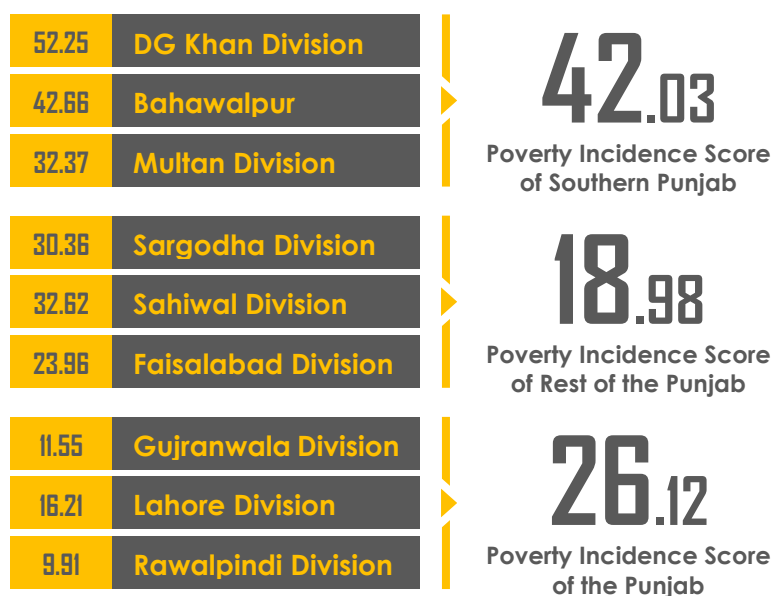 52.25 DG Khan Division
42.66 Bahawalpur
32.37 Multan Division
42.03
Poverty Incidence Score
of Southern Punjab
30.36 Sargodha Division
32.62 Sahiwal Division
23.96 Faisalabad Division
18.98
Poverty Incidence Score
of Rest of the Punjab
11.55 Gujranwala Division
16.21 Lahore Division
9.91 Rawalpindi Division
26.12
Poverty Incidence Score
of the Punjab